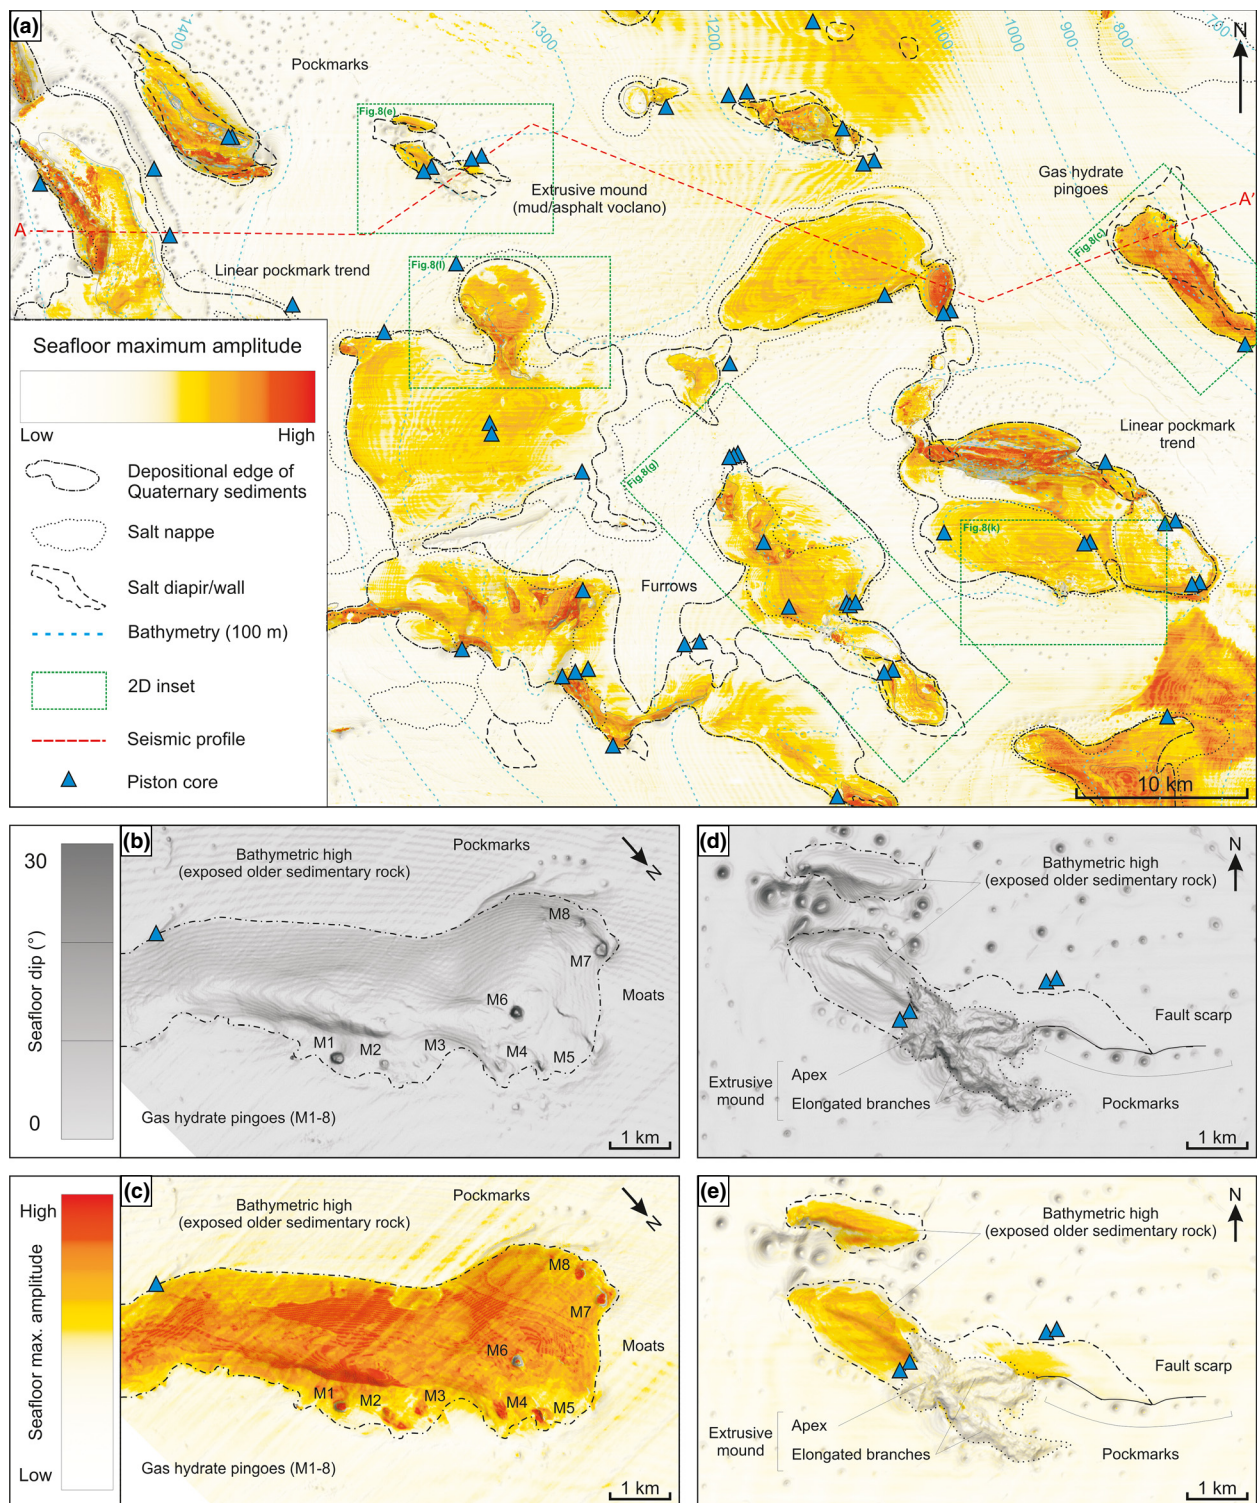 (a)
1400
1300
1200
1100
1000
900
800
700
N
Pockmarks
Fig.8(e)
Extrusive mound
(mud/asphalt voclano)
Gas hydrate
pingoes
Fig.8(c)
A
A'
Linear pockmark trend
Fig.8(l)
Seafloor maximum amplitude
Low
High
Depositional edge of
Quaternary sediments
Salt nappe
Salt diapir/wall
Bathymetry (100 m)
2D inset
Seismic profile
Piston core
Linear pockmark
trend
Fig.8(g)
Fig.8(k)
Furrows
10 km
(b)
30
Seafloor dip (°)
0
Bathymetric high
(exposed older sedimentary rock)
Pockmarks
N
M8
M7
Moats
M6
M1
M2
M3
M4
M5
Gas hydrate pingoes (M1-8)
1 km
(d)
Bathymetric high
(exposed older sedimentary rock)
N
Fault scarp
Extrusive
mound
Apex
Elongated branches
Pockmarks
1 km
(c)
High
Seafloor max. amplitude
Low
Bathymetric high
(exposed older sedimentary rock)
Pockmarks
N
M8
M7
Moats
M6
M1
M2
M3
M4
M5
Gas hydrate pingoes (M1-8)
1 km
(e)
Bathymetric high
(exposed older sedimentary rock)
N
Fault scarp
Extrusive
mound
Apex
Elongated branches
Pockmarks
1 km